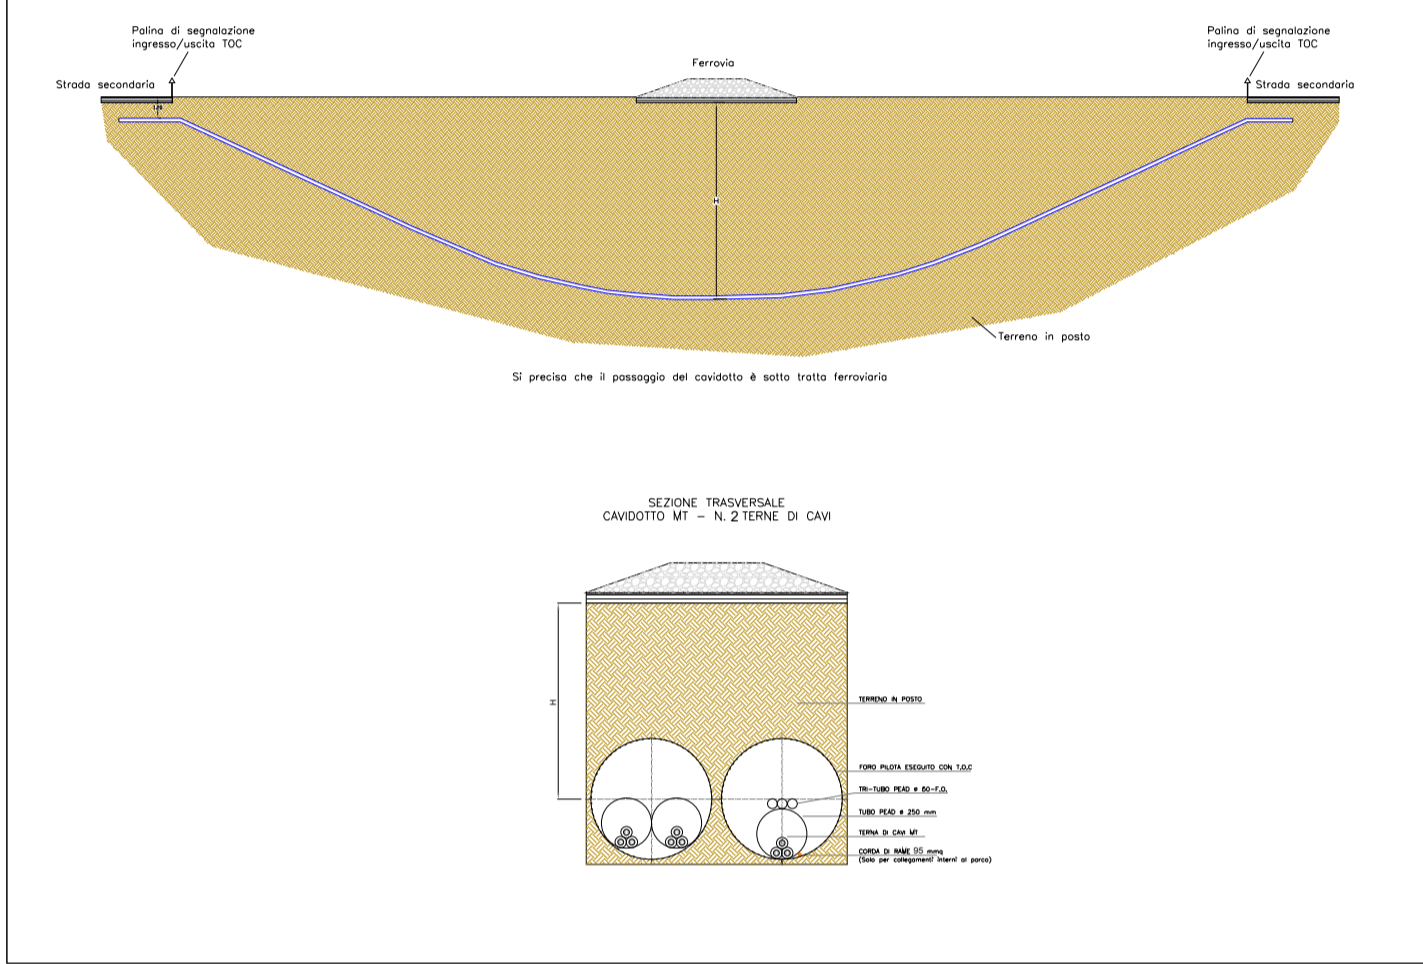 Palina di segnalazione
ingresso/uscita TOC
Palina di segnalazione
ingresso/uscita TOC
Ferrovia
Strada secondaria
Strada secondaria
H
Terreno in posto
Si precisa che il passaggio del cavidotto è sotto tratta ferroviaria
SEZIONE TRASVERSALE
CAVIDOTTO MT - N. 2 TERNE DI CAVI
H
TERRENO IN POSTO
FORO PILOTA ESEGUITO CON T.O.C
TRI-TUBO PEAD ø 60-F.O.
TUBO PEAD ø 250 mm
TERNA DI CAVI MT
CORDA DI RAME 95 mmq
(Solo per collegamenti interni al parco)